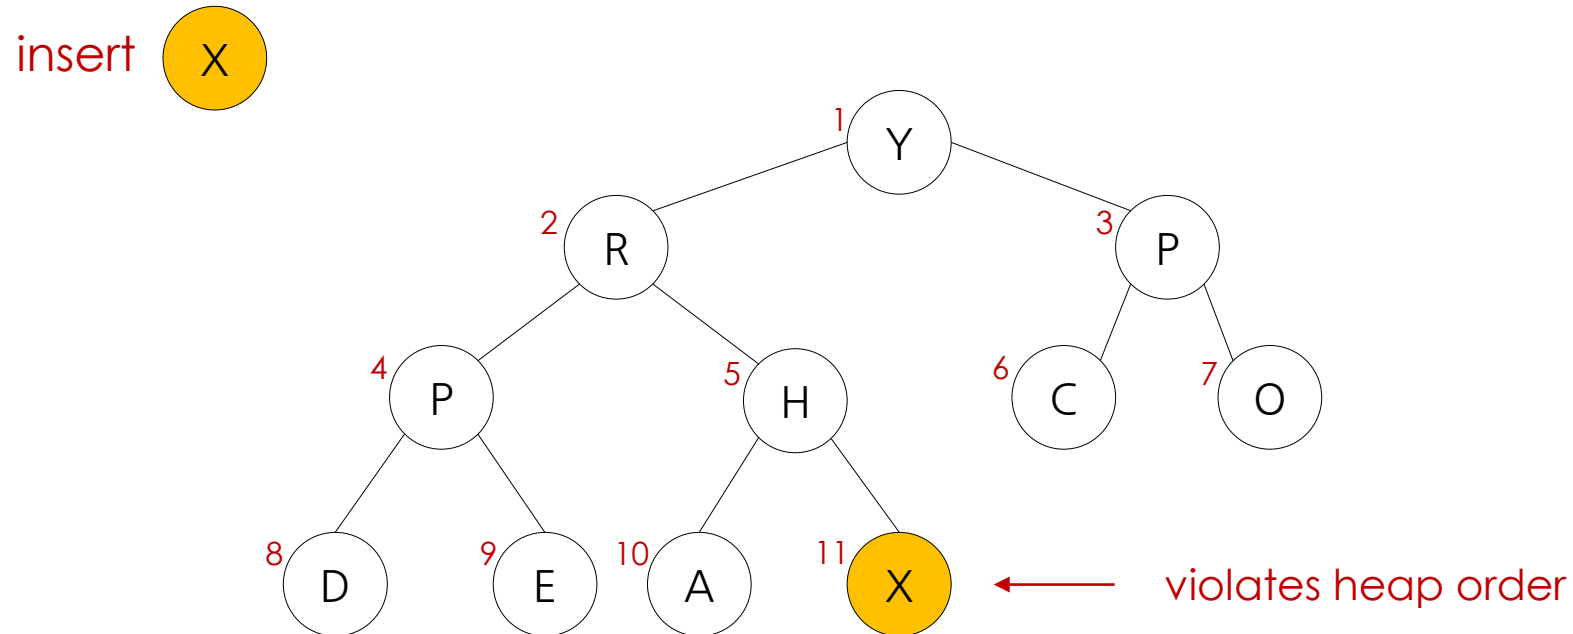 insert X
1 Y
2 R
3 P
4 P
5 H
6 C
7 O
8 D
9 E
10 A
11 X
violates heap order